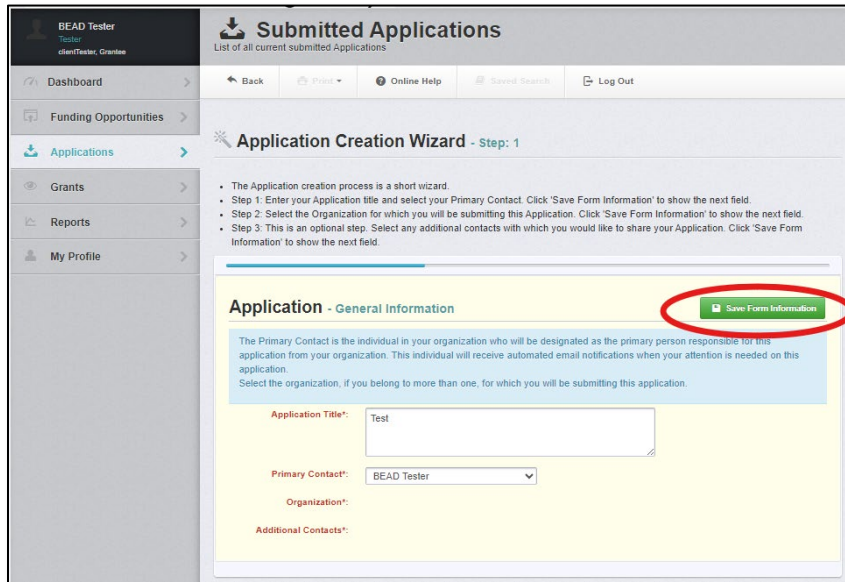 BEAD Tester
Tester
clientTester, Grantee
Dashboard
Funding Opportunities
Applications
Grants
Reports
My Profile
Submitted Applications
List of all current submitted Applications
Back
Print
Online Help
Saved Search
Log Out
Application Creation Wizard - Step: 1
The Application creation process is a short wizard.
Step 1: Enter your Application title and select your Primary Contact. Click 'Save Form Information' to show the next field.
Step 2: Select the Organization for which you will be submitting this Application. Click 'Save Form Information' to show the next field.
Step 3: This is an optional step. Select any additional contacts with which you would like to share your Application. Click 'Save Form
Information' to show the next field.
Application - General Information
Save Form Information
The Primary Contact is the individual in your organization who will be designated as the primary person responsible for this
application from your organization. This individual will receive automated email notifications when your attention is needed on this
application.
Select the organization, if you belong to more than one, for which you will be submitting this application.
Application Title*:
Test
Primary Contact*:
BEAD Tester
Organization*:
Additional Contacts*: